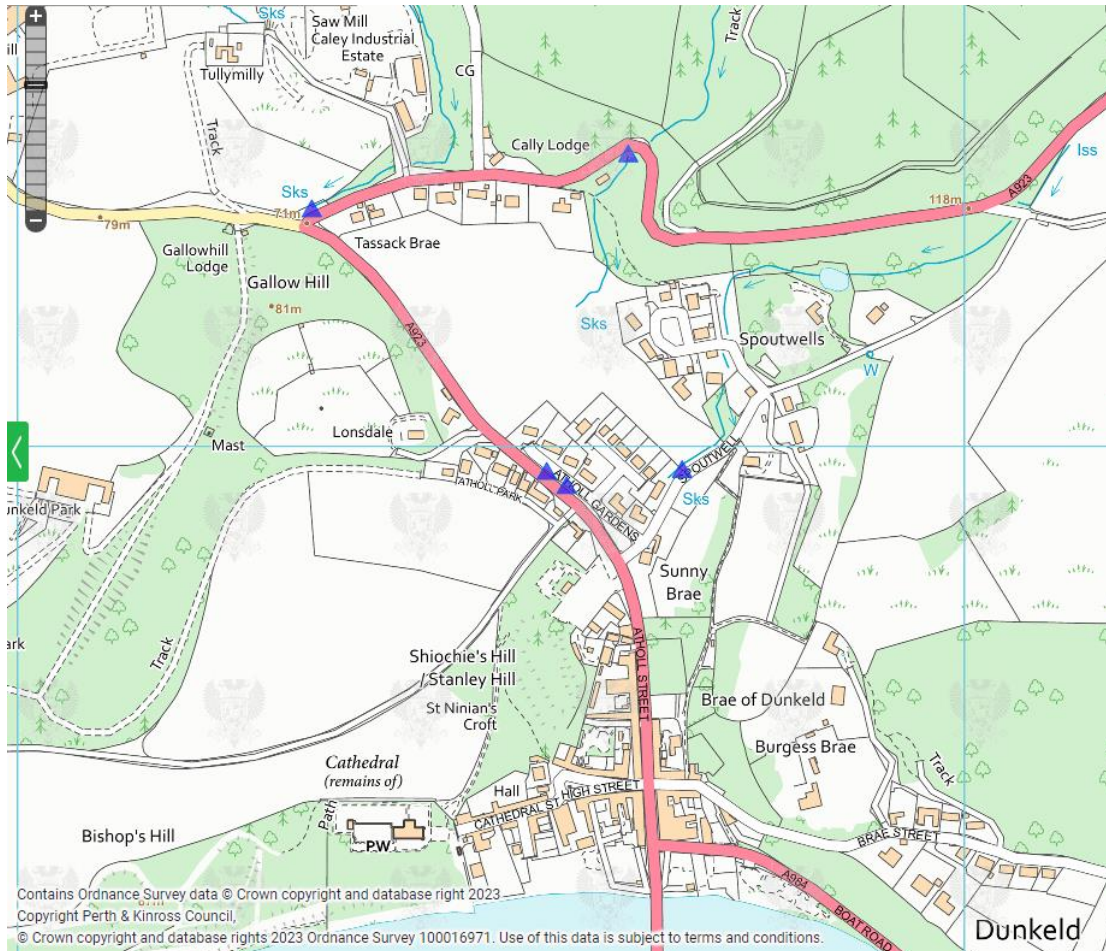 Sks
Saw Mill
Caley Industrial
Estate
Tullymilly
CG
Track
Track
Cally Lodge
Iss
A923
118m
Sks
71m
79m
Gallowhill
Lodge
Tassack Brae
Gallow Hill
81m
A923
Sks
Spoutwells
W
Mast
Lonsdale
ATHOLL PARK
ATHOLL GARDENS
SPOUTWELL
Sks
Sunny
Brae
Track
ATHOLL STREET
Shiochie's Hill
/ Stanley Hill
St Ninian's
Croft
Brae of Dunkeld
Burgess Brae
Track
Cathedral
(remains of)
Hall
CATHEDRAL ST HIGH STREET
Path
Bishop's Hill
PW
BRAE STREET
A984
BOAT ROAD
Dunkeld
Contains Ordnance Survey data © Crown copyright and database right 2023
Copyright Perth & Kinross Council,
© Crown copyright and database rights 2023 Ordnance Survey 100016971. Use of this data is subject to terms and conditions.